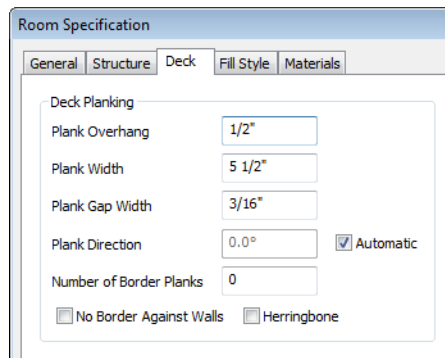 Room Specification
General Structure Deck Fill Style Materials
Deck Planking
Plank Overhang 1/2"
Plank Width 5 1/2"
Plank Gap Width 3/16"
Plank Direction 0.0° Automatic
Number of Border Planks 0
No Border Against Walls Herringbone